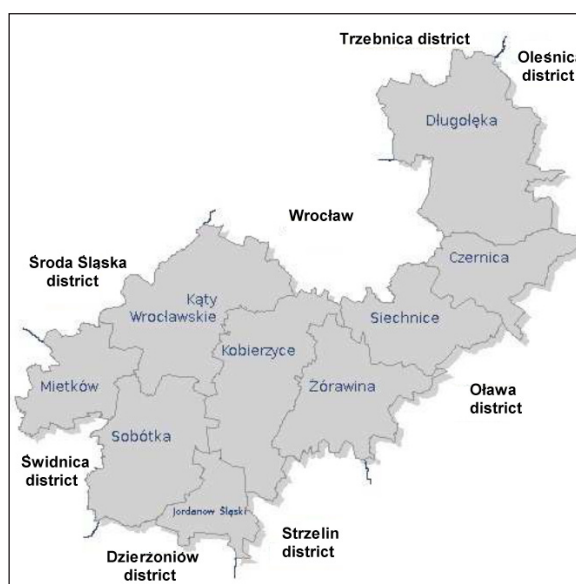 Trzebnica district
Oleśnica
district
Długołęka
Wrocław
Czernica
Środa Śląska
district
Kąty
Wrocławskie
Siechnice
Kobierzyce
Mietków
Żórawina
Oława
district
Sobótka
Świdnica
district
Jordanow Śląski
Strzelin
district
Dzierżoniów
district